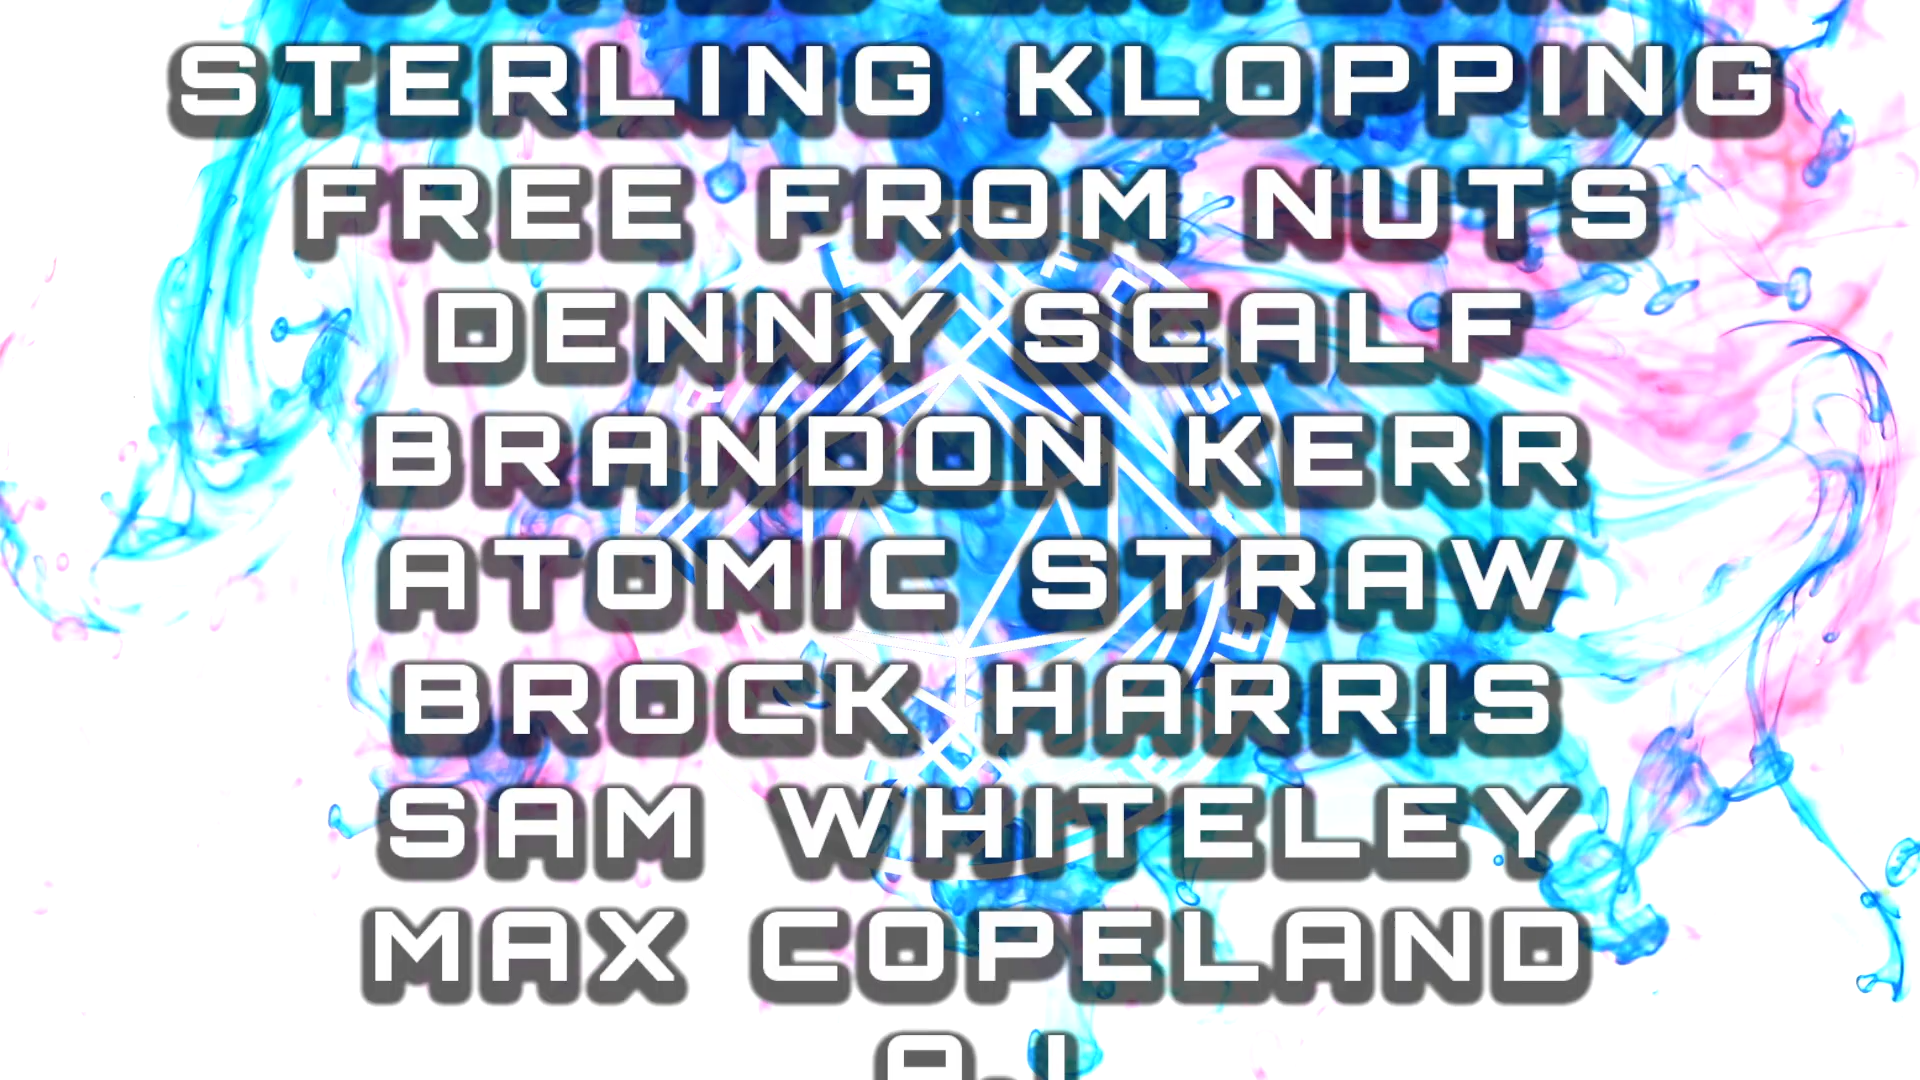 STERLING KLOPPING
FREE FROM NUTS
DENNY SCALF
BRANDON KERR
ATOMIC STRAW
BROCK HARRIS
SAM WHITELEY
MAX COPELAND